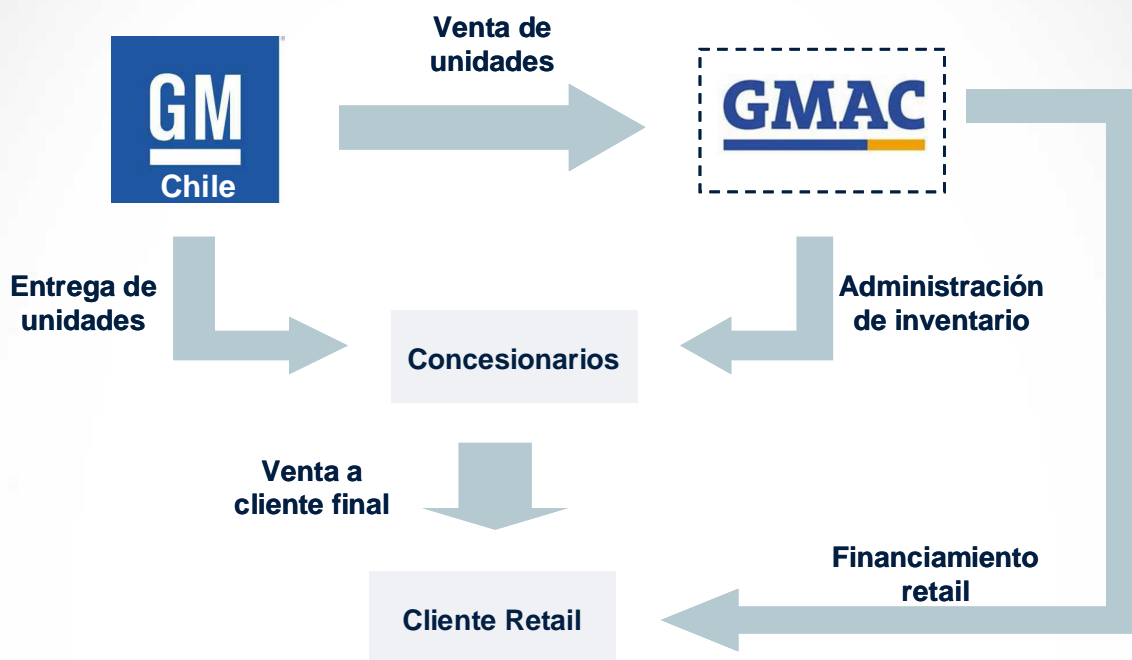 Venta de
unidades
GM
Chile
GMAC
Entrega de
unidades
Administración
de inventario
Concesionarios
Venta a
cliente final
Financiamiento
retail
Cliente Retail